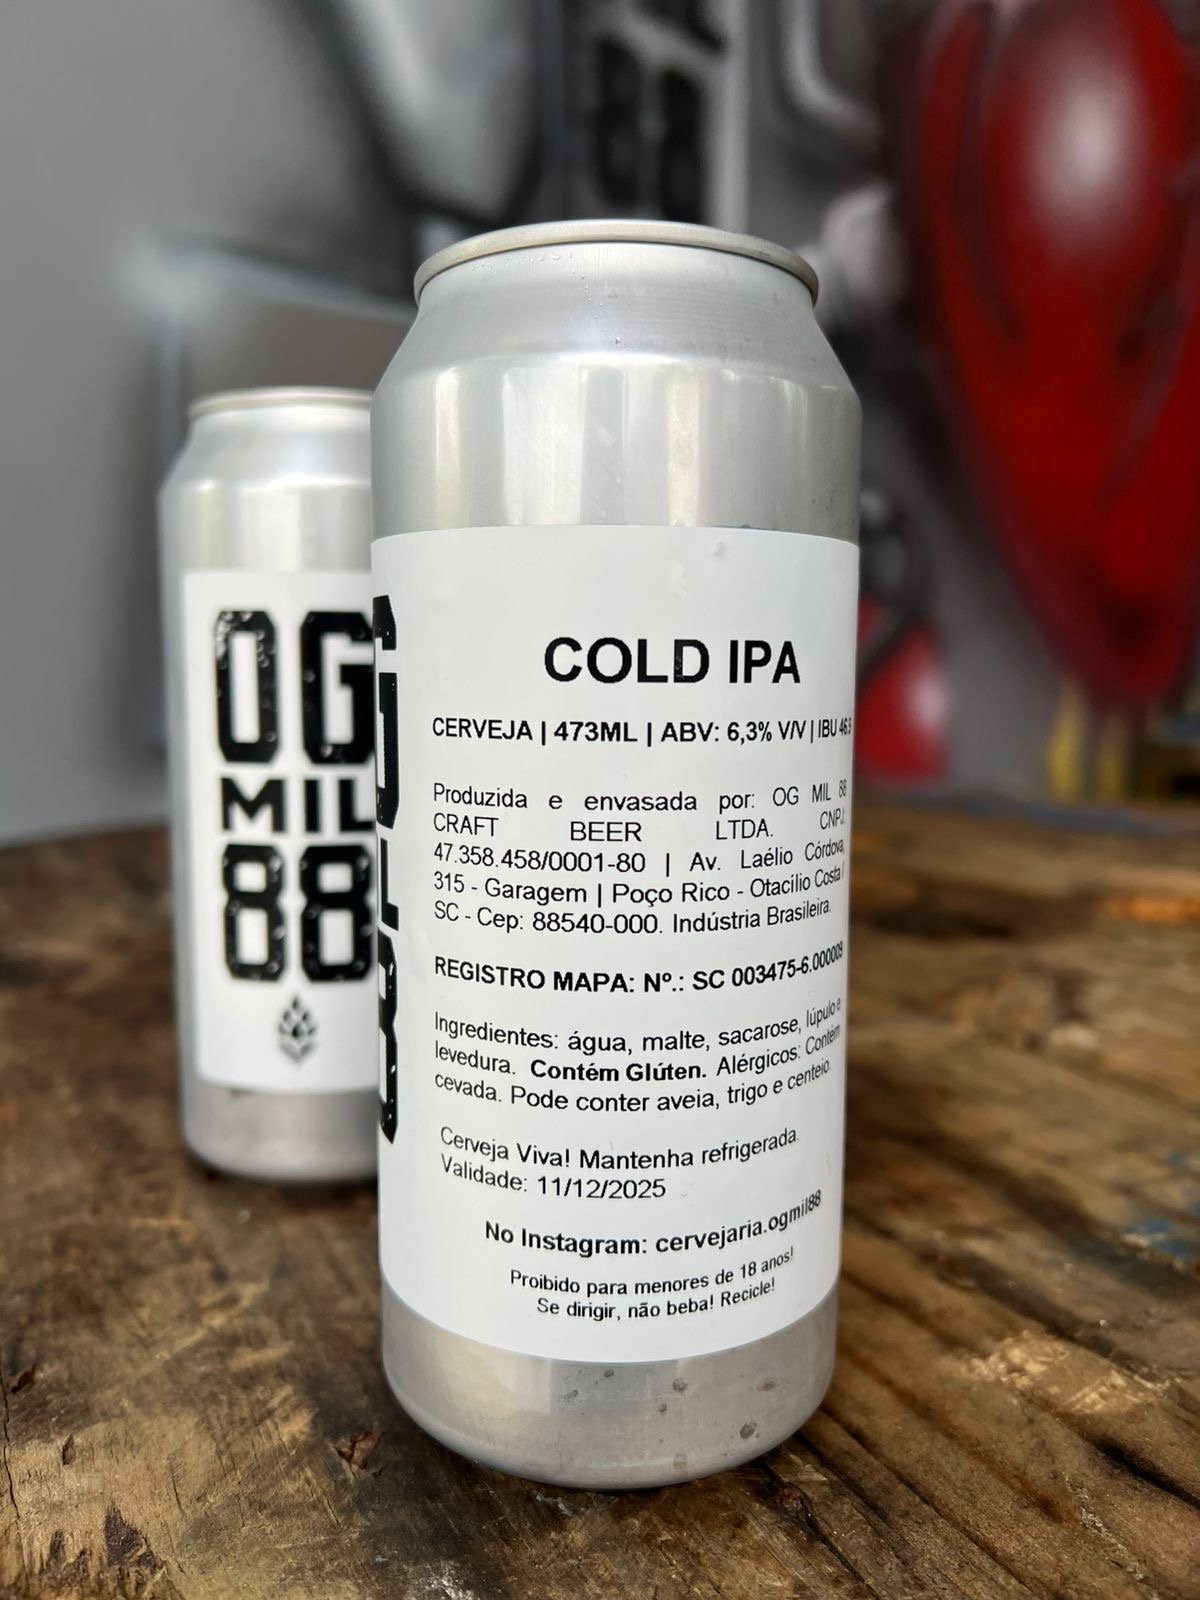 OG
MIL
88
COLD IPA
CERVEJA | 473ML | ABV: 6,3% V/V | IBU 46.9
Produzida e envasada por: OG MIL 88
CRAFT BEER LTDA. CNPJ:
47.358.458/0001-80 | Av. Laélio Córdova,
315 - Garagem | Poço Rico - Otacílio Costa/
SC - Cep: 88540-000. Indústria Brasileira.
REGISTRO MAPA: Nº.: SC 003475-6.000009
Ingredientes: água, malte, sacarose, lúpulo e
levedura. Contém Glúten. Alérgicos: Contém
cevada. Pode conter aveia, trigo e centeio.
Cerveja Viva! Mantenha refrigerada.
Validade: 11/12/2025
No Instagram: cervejaria.ogmil88
Proibido para menores de 18 anos!
Se dirigir, não beba! Recicle!